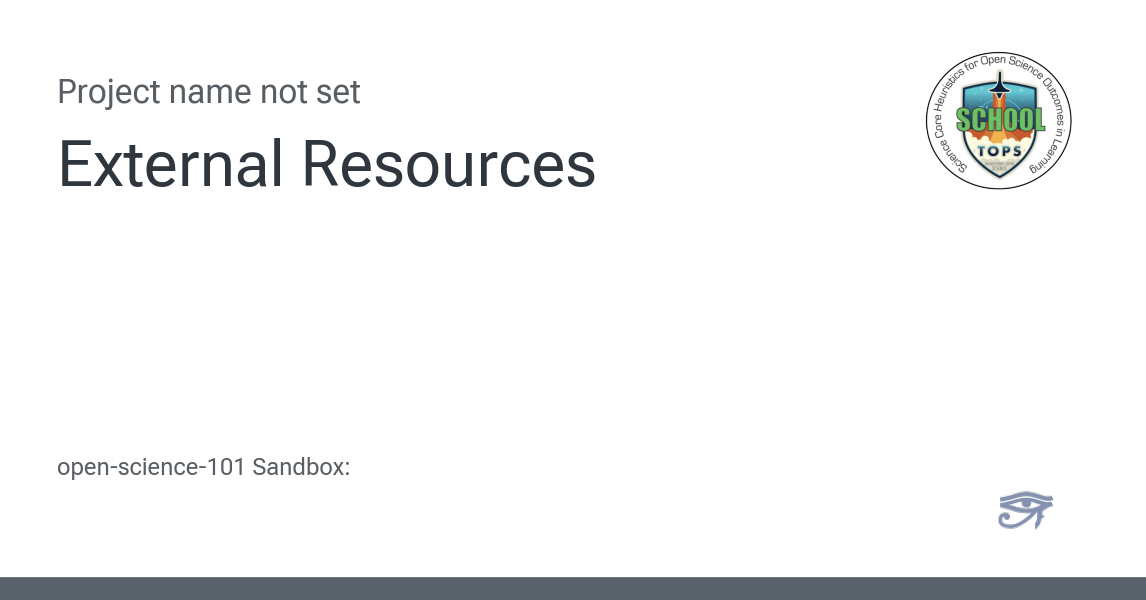 Project name not set
External Resources
Science Core Heuristics for Open Science Outcomes in Learning
SCHOOL
TOPS
open-science-101 Sandbox: